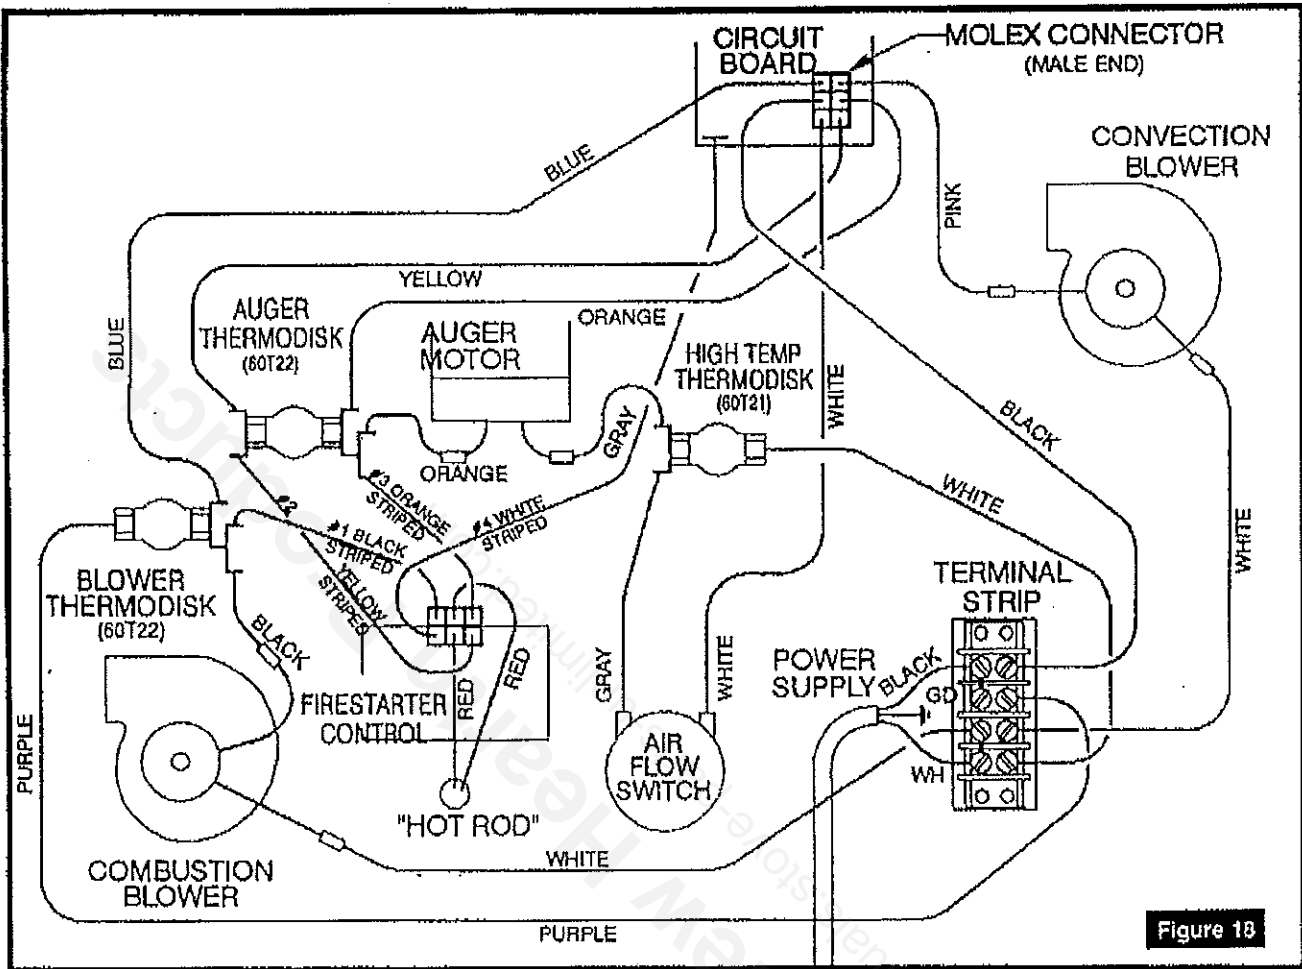 CIRCUIT
BOARD
MOLEX CONNECTOR
(MALE END)
CONVECTION
BLOWER
BLUE
PINK
YELLOW
AUGER
THERMODISK
(60T22)
ORANGE
AUGER
MOTOR
HIGH TEMP
THERMODISK
(60T21)
BLUE
WHITE
GRAY
BLACK
ORANGE
WHITE
#2
#3 ORANGE
STRIPED
#4 WHITE
STRIPED
#1 BLACK
STRIPED
YELLOW
STRIPED
WHITE
BLOWER
THERMODISK
(60T22)
TERMINAL
STRIP
BLACK
GRAY
WHITE
RED
RED
POWER
SUPPLY
BLACK
GD
WH
FIRESTARTER
CONTROL
PURPLE
AIR
FLOW
SWITCH
"HOT ROD"
WHITE
COMBUSTION
BLOWER
PURPLE
Figure 18